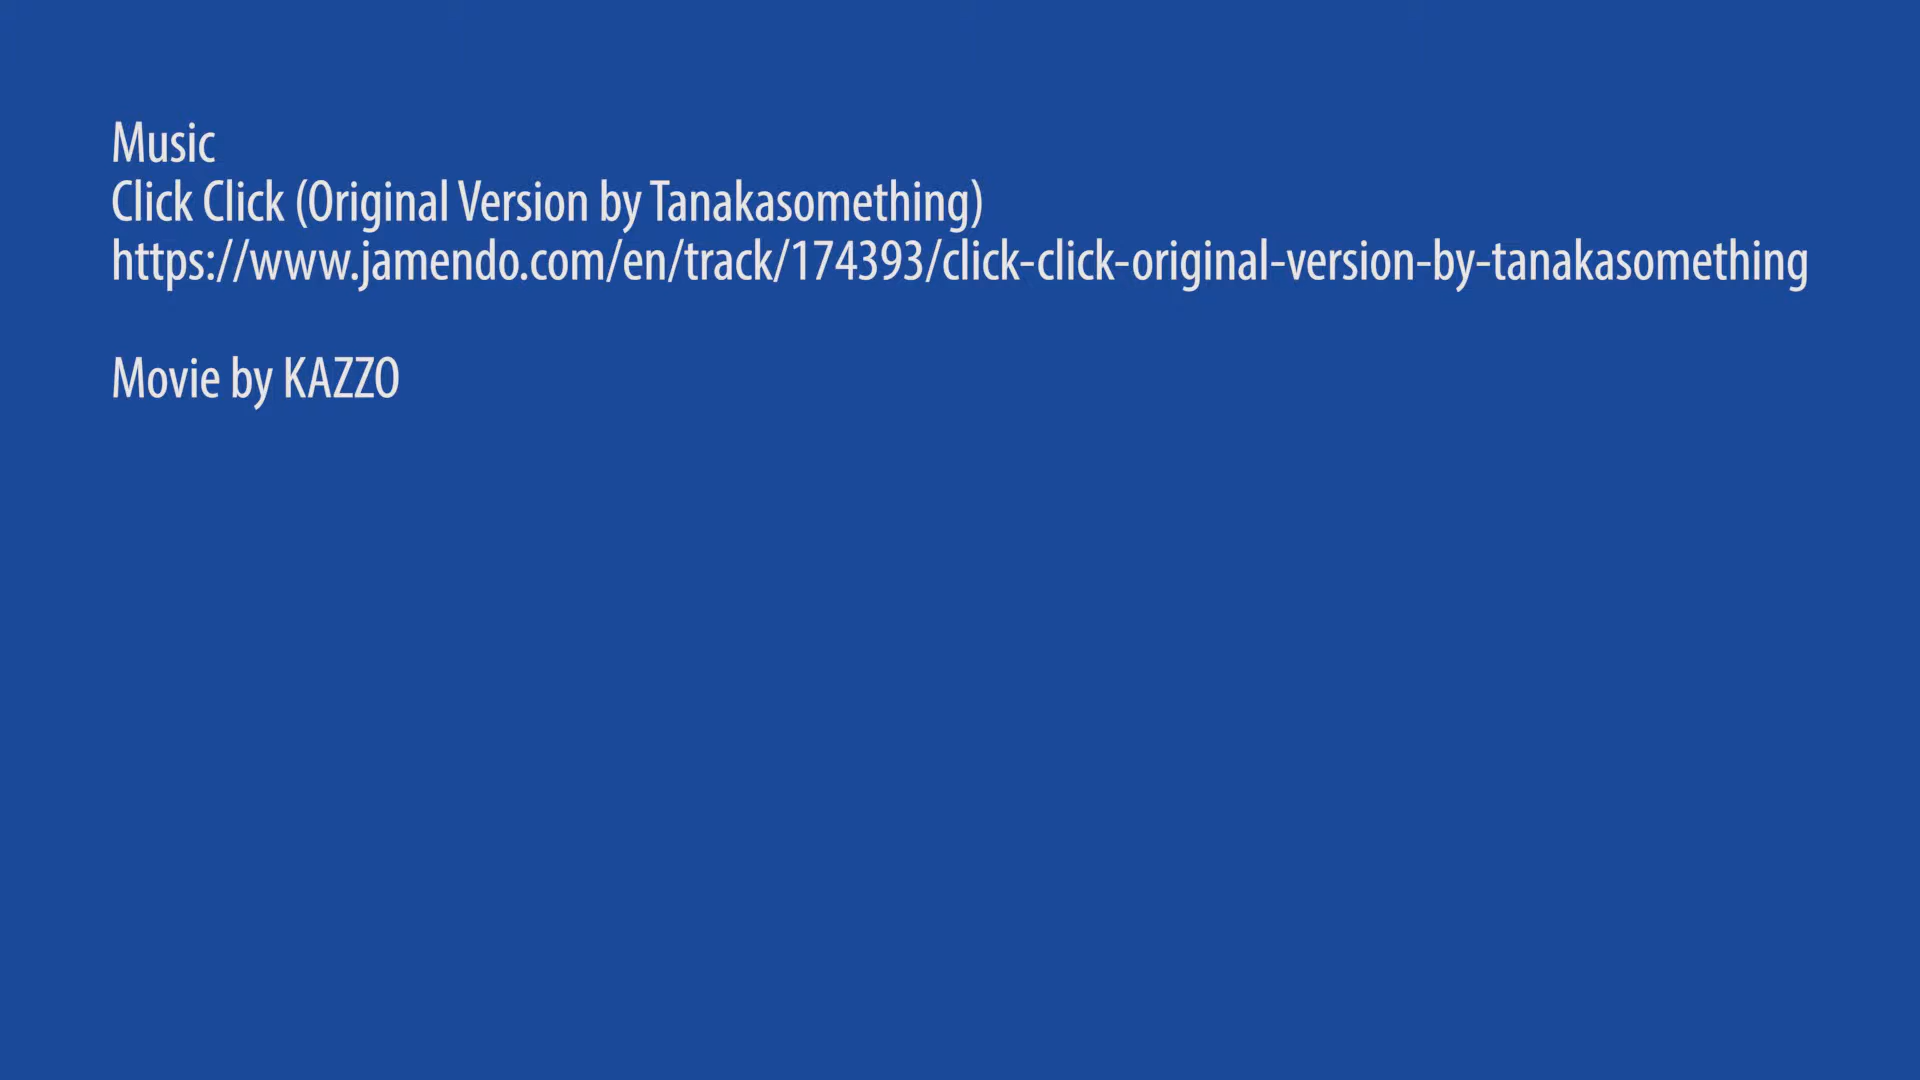 Music
Click Click (Original Version by Tanakasomething)
https://www.jamendo.com/en/track/174393/click-click-original-version-by-tanakasomething
Movie by KAZZO